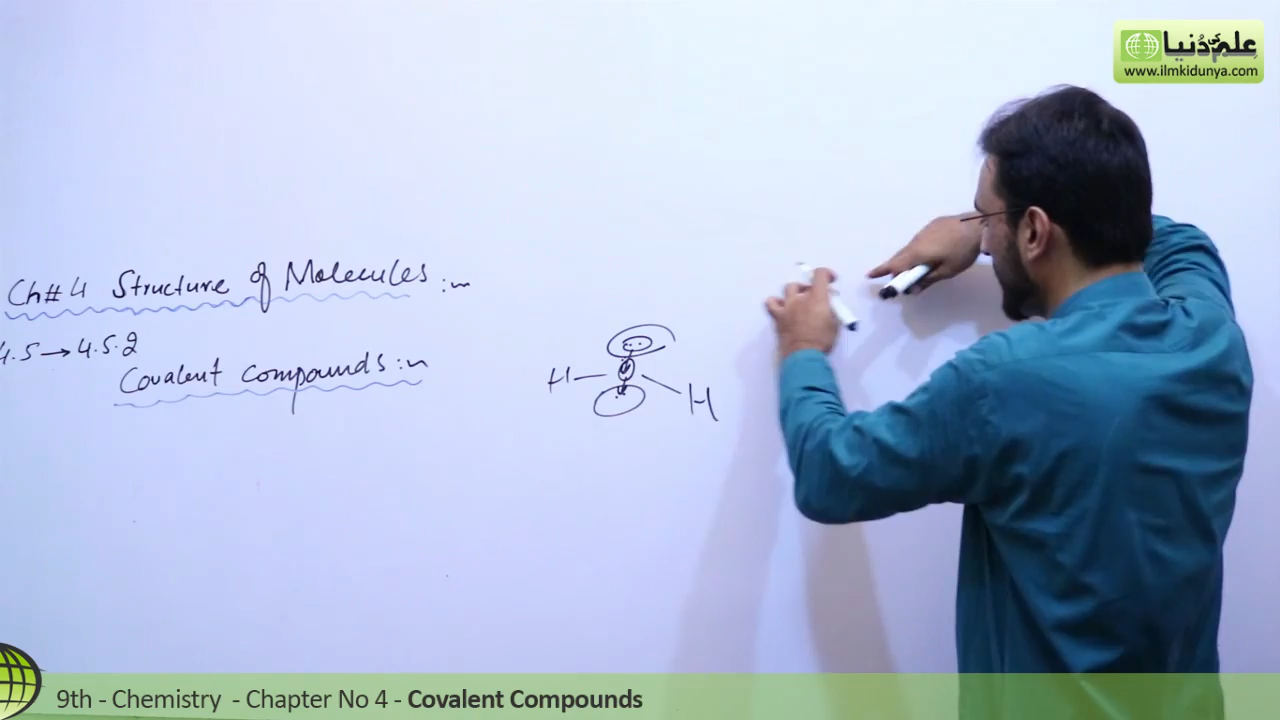 علم کی دُنیا
www.ilmkidunya.com
Ch# 4 Structure of Molecules :~
4.5 → 4.5.2
Covalent compounds :~
H
H
9th - Chemistry - Chapter No 4 - Covalent Compounds